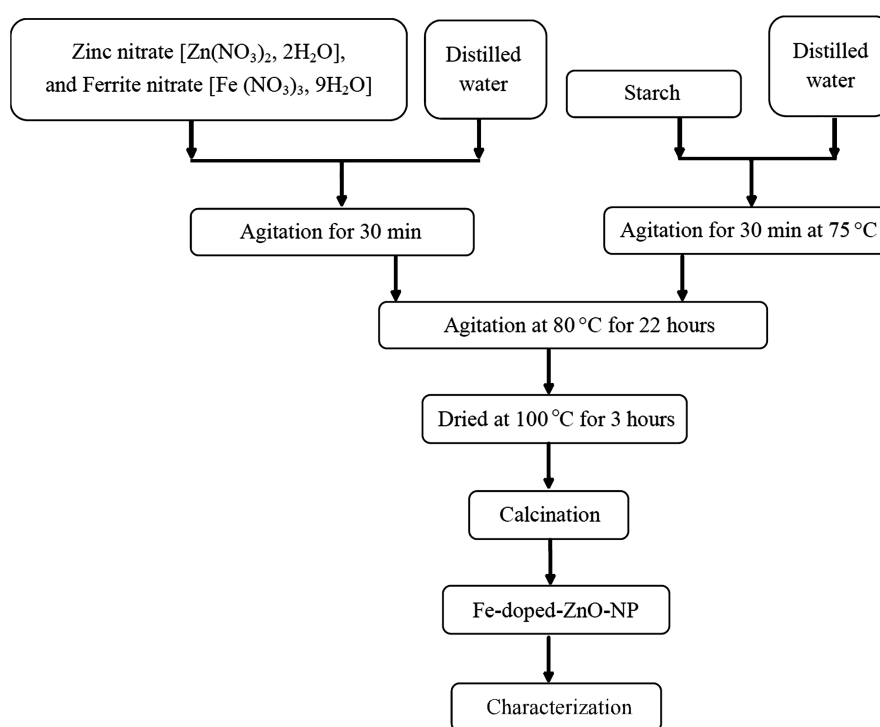 Zinc nitrate [Zn(NO₃)₂, 2H₂O],
and Ferrite nitrate [Fe (NO₃)₃, 9H₂O]
Distilled
water
Starch
Distilled
water
Agitation for 30 min
Agitation for 30 min at 75 °C
Agitation at 80 °C for 22 hours
Dried at 100 °C for 3 hours
Calcination
Fe-doped-ZnO-NP
Characterization